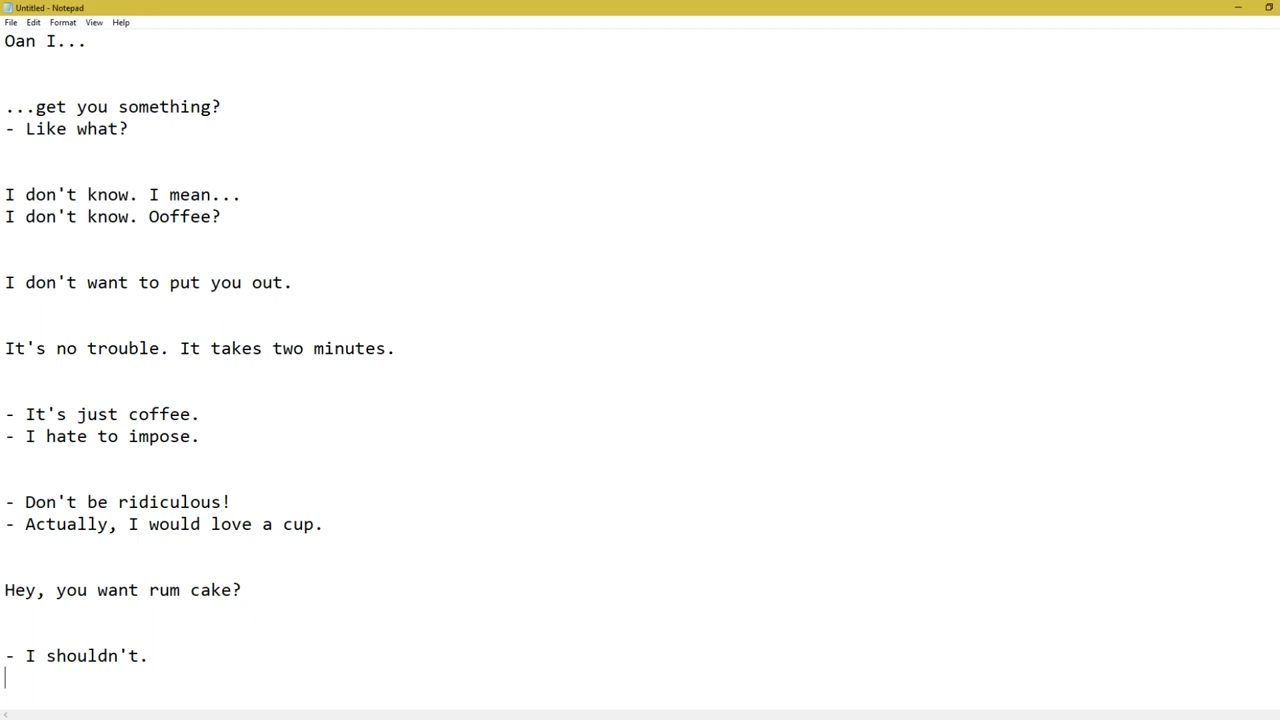 Untitled - Notepad
File Edit Format View Help
Oan I...
...get you something?
- Like what?
I don't know. I mean...
I don't know. Ooffee?
I don't want to put you out.
It's no trouble. It takes two minutes.
- It's just coffee.
- I hate to impose.
- Don't be ridiculous!
- Actually, I would love a cup.
Hey, you want rum cake?
- I shouldn't.